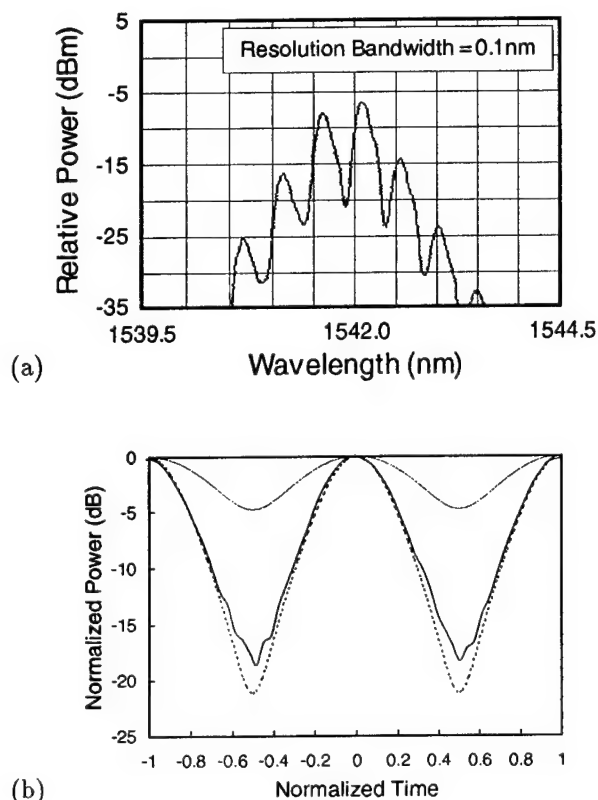 Relative Power (dBm)
5
-5
-15
-25
-35
Resolution Bandwidth = 0.1nm
1539.5
1542.0
1544.5
Wavelength (nm)
(a)
Normalized Power (dB)
0
-5
-10
-15
-20
-25
-1 -0.8 -0.6 -0.4 -0.2 0 0.2 0.4 0.6 0.8 1
Normalized Time
(b)